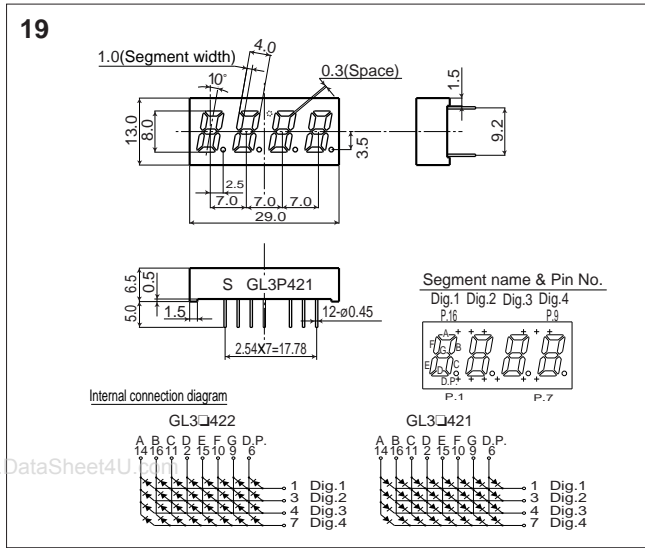 19
1.0(Segment width)
4.0
0.3(Space)
10°
1.5
13.0
8.0
3.5
9.2
2.5
7.0 7.0 7.0
29.0
6.5
0.5
5.0
1.5
S GL3P421
12-ø0.45
2.54X7=17.78
Segment name & Pin No.
Dig.1 Dig.2 Dig.3 Dig.4
P.16 P.9
A
F G B
E D C
D.P.
P.1 P.7
Internal connection diagram
GL3□422
A B C D E F G D.P.
14 16 11 2 15 10 9 6
1 Dig.1
3 Dig.2
4 Dig.3
7 Dig.4
GL3□421
A B C D E F G D.P.
14 16 11 2 15 10 9 6
1 Dig.1
3 Dig.2
4 Dig.3
7 Dig.4
.DataSheet4U.com